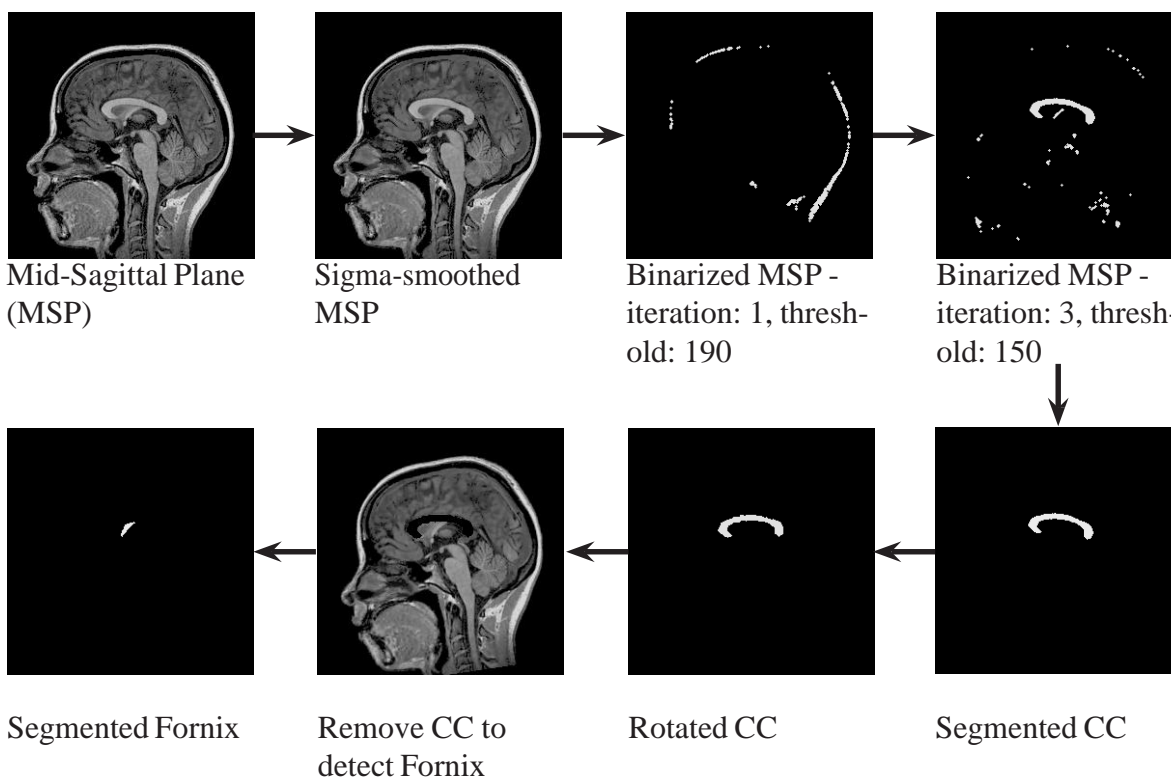 Mid-Sagittal Plane
(MSP)
Sigma-smoothed
MSP
Binarized MSP -
iteration: 1, thresh-
old: 190
Binarized MSP -
iteration: 3, thresh-
old: 150
Segmented Fornix
Remove CC to
detect Fornix
Rotated CC
Segmented CC